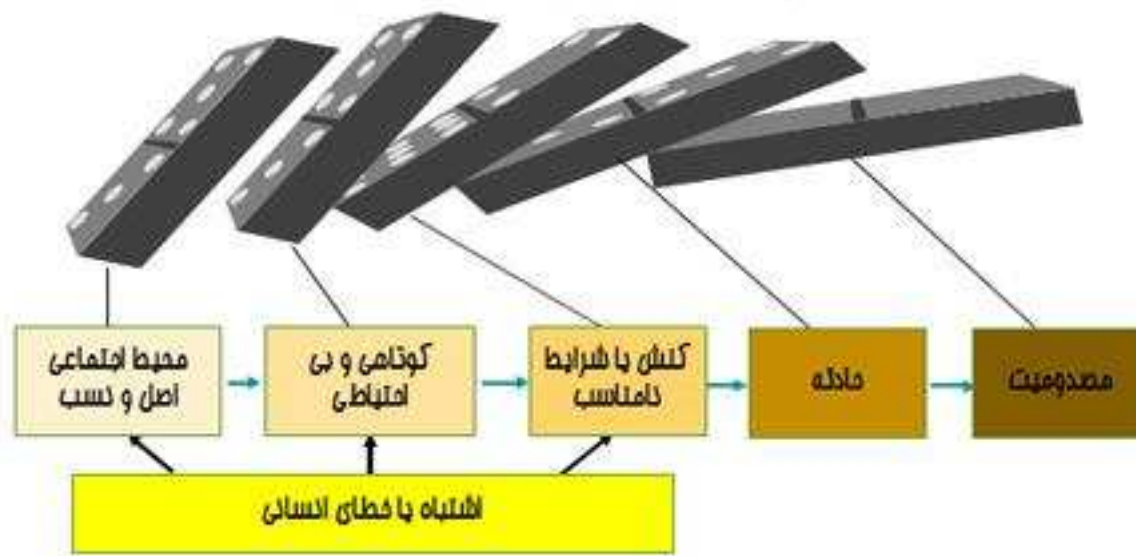 محیط اجتماعی
اصل و نسب
کوتاهی و بی
احتیاطی
کنش یا شرایط
نامناسب
حادثه
مصدومیت
اشتباه یا خطای انسانی